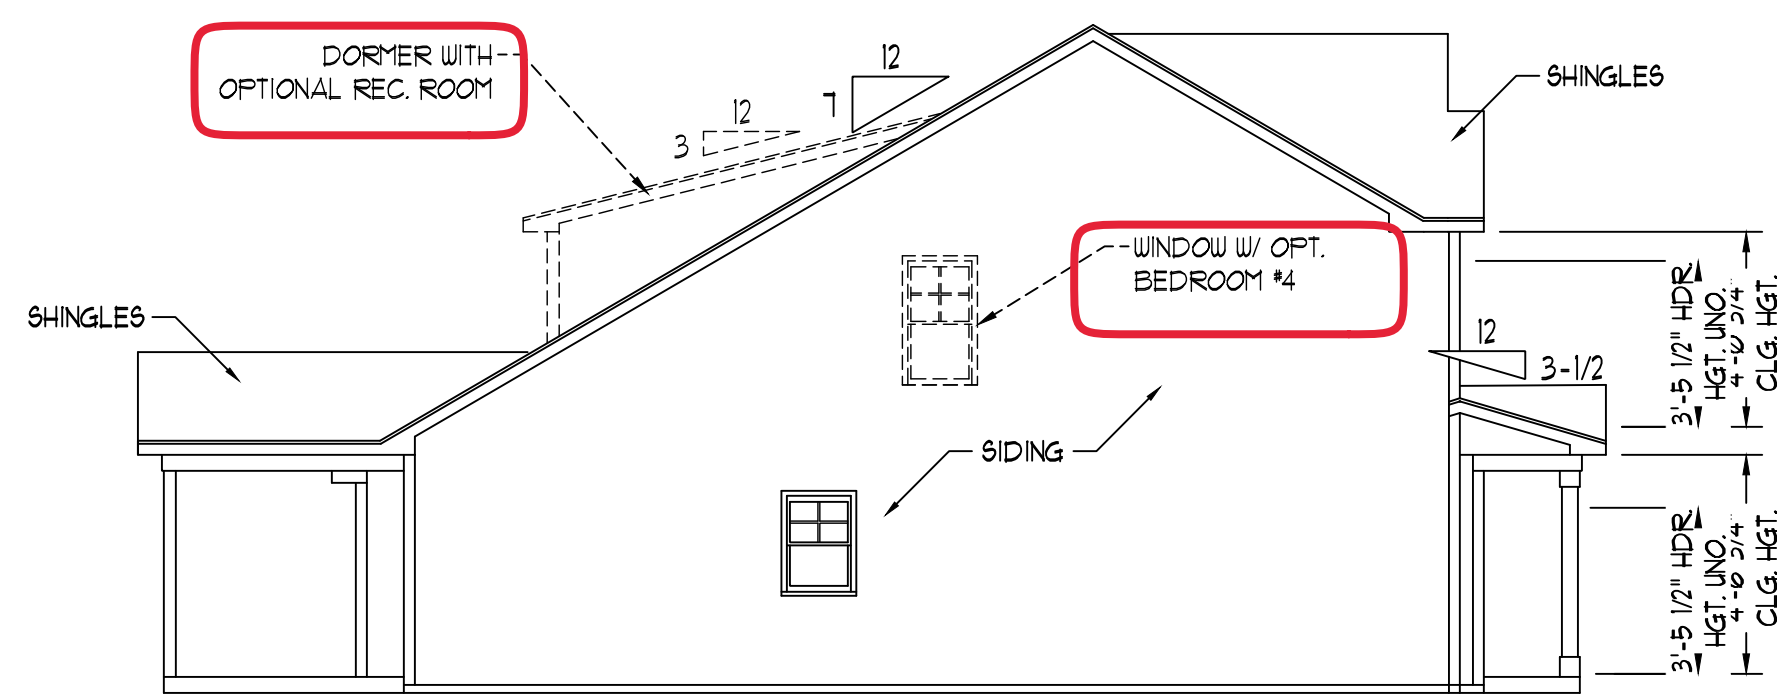 DORMER WITH
OPTIONAL REC. ROOM
12
7
12
3
SHINGLES
WINDOW W/ OPT.
BEDROOM #4
SHINGLES
12
3-1/2
SIDING
3'-5 1/2" HDR.
HGT. UNO.
CLG. HGT.
3'-5 1/2" HDR.
HGT. UNO.
CLG. HGT.